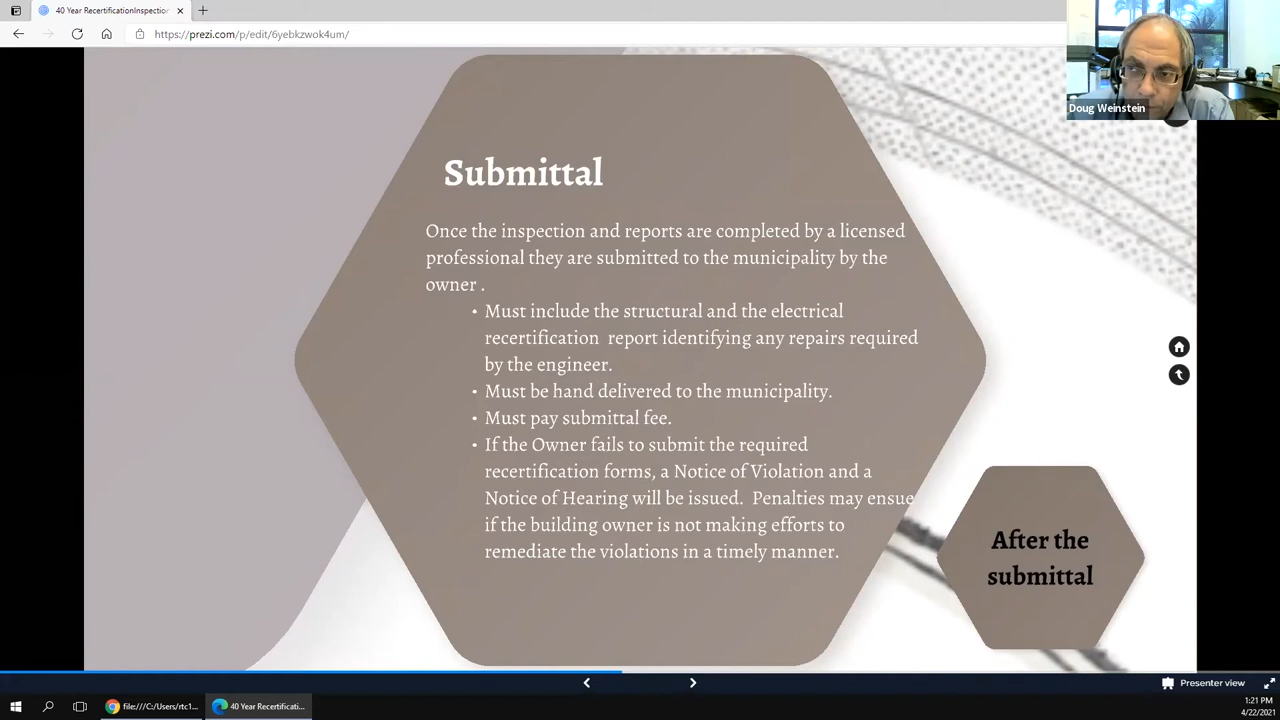 40 Year RecertificationInspectio
https://prezi.com/p/edit/6yebkzwok4um/
Doug Weinstein
Submittal
Once the inspection and reports are completed by a licensed
professional they are submitted to the municipality by the
owner .
• Must include the structural and the electrical
recertification report identifying any repairs required
by the engineer.
• Must be hand delivered to the municipality.
• Must pay submittal fee.
• If the Owner fails to submit the required
recertification forms, a Notice of Violation and a
Notice of Hearing will be issued. Penalties may ensue
if the building owner is not making efforts to
remediate the violations in a timely manner.
After the
submittal
Presenter view
file:///C:/Users/rtc1...
40 Year Recertificati...
1:21 PM
4/22/2021